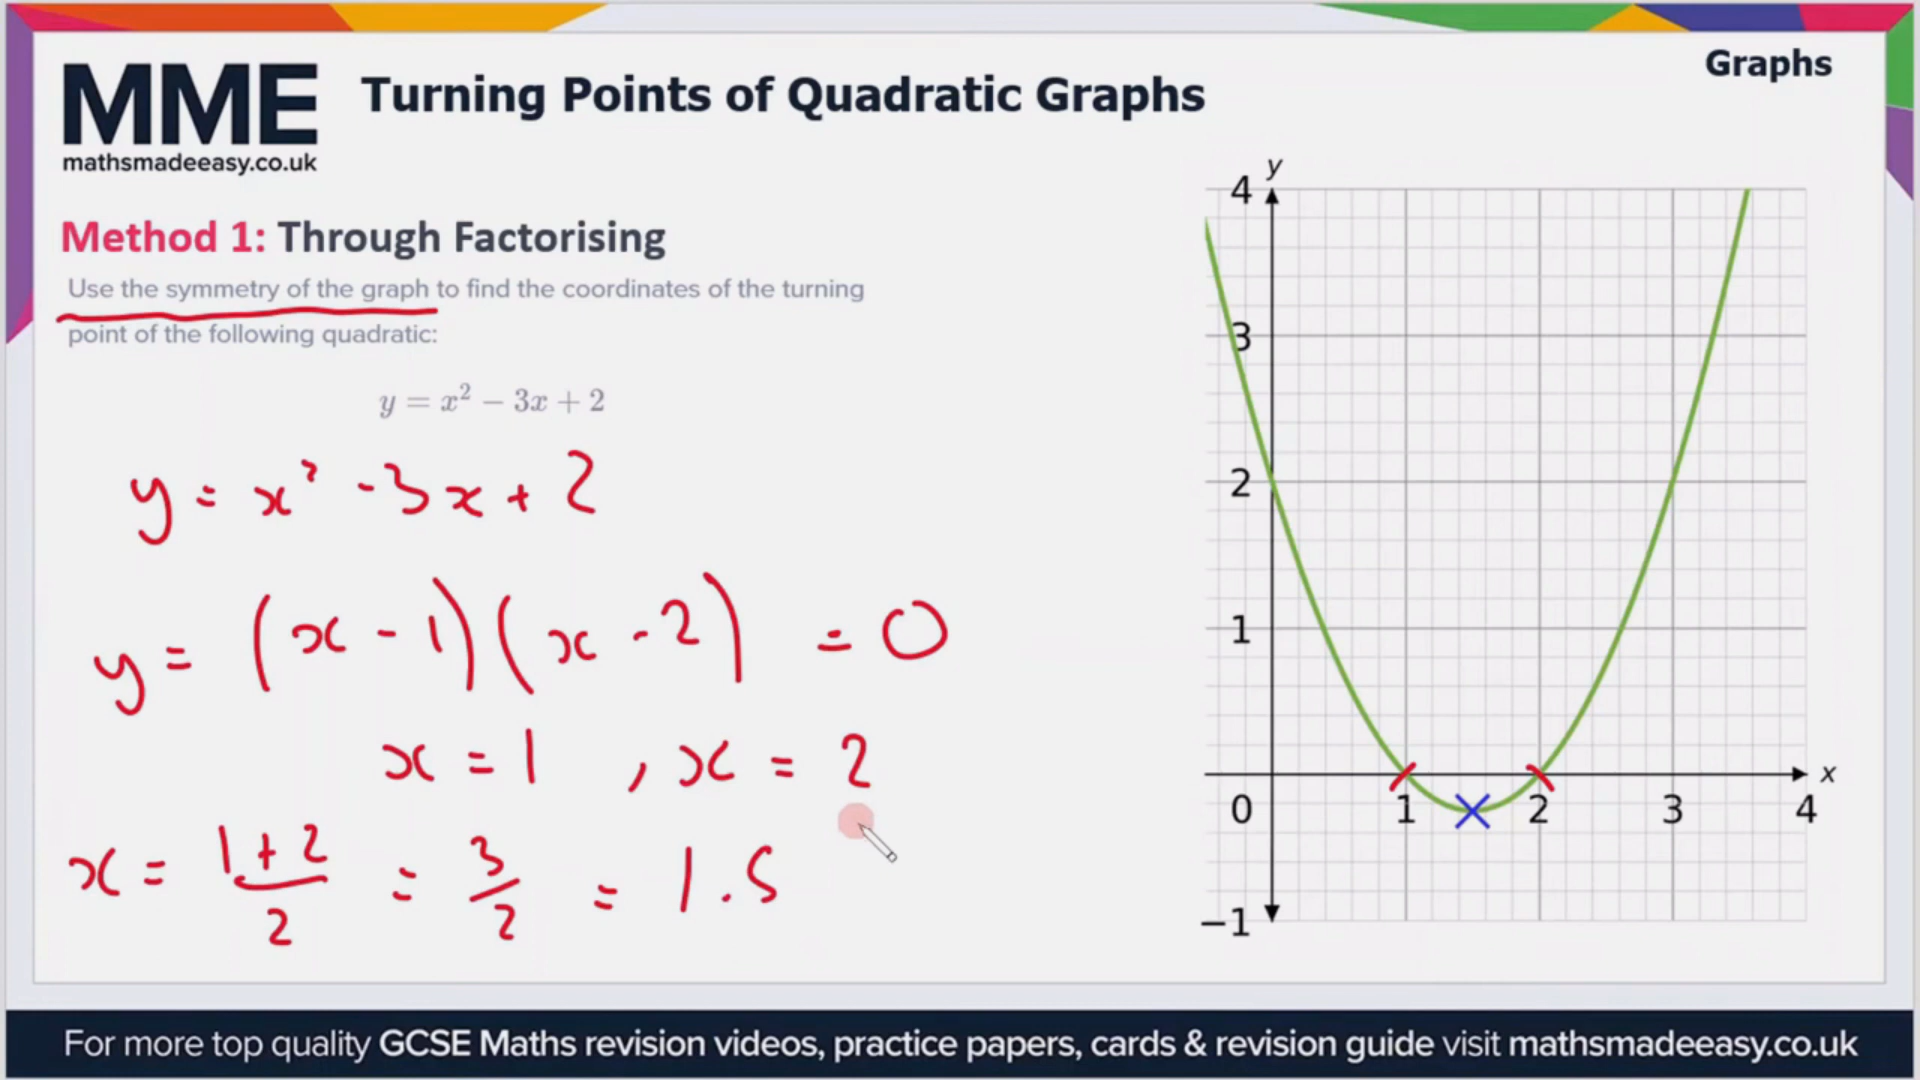 MME
mathsmadeeasy.co.uk
Turning Points of Quadratic Graphs
Graphs
Method 1: Through Factorising
Use the symmetry of the graph to find the coordinates of the turning
point of the following quadratic:
y = x² − 3x + 2
y = x² - 3x + 2
y = (x - 1)(x - 2) = 0
x = 1 , x = 2
x = 1+2/2 = 3/2 = 1.5
y
4
3
2
1
0 1 2 3 4 x
−1
For more top quality GCSE Maths revision videos, practice papers, cards & revision guide visit mathsmadeeasy.co.uk